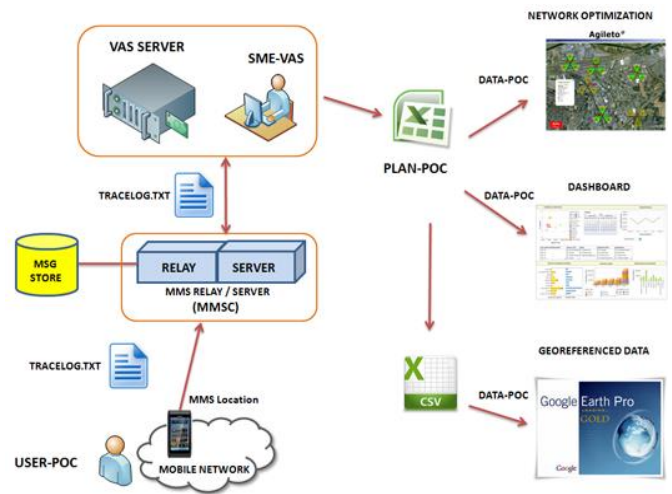 NETWORK OPTIMIZATION
Agileto®
VAS SERVER
SME-VAS
DATA-POC
PLAN-POC
TRACELOG.TXT
DATA-POC
DASHBOARD
MSG
STORE
RELAY
SERVER
MMS RELAY / SERVER
(MMSC)
TRACELOG.TXT
MMS Location
CSV
DATA-POC
GEOREFERENCED DATA
Google Earth Pro
GOLD
Google
USER-POC
MOBILE NETWORK